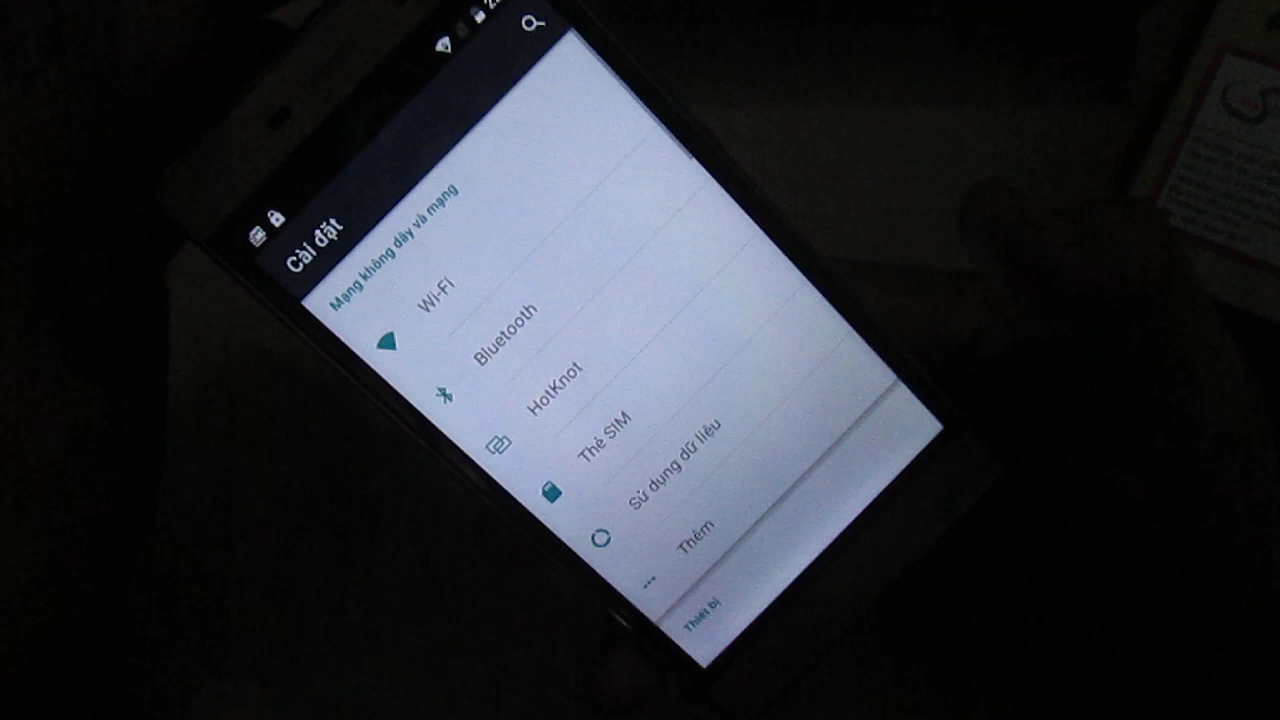 Cài đặt
Mạng không dây và mạng
Wi-Fi
Bluetooth
HotKnot
Thẻ SIM
Sử dụng dữ liệu
Thêm
Thiết bị